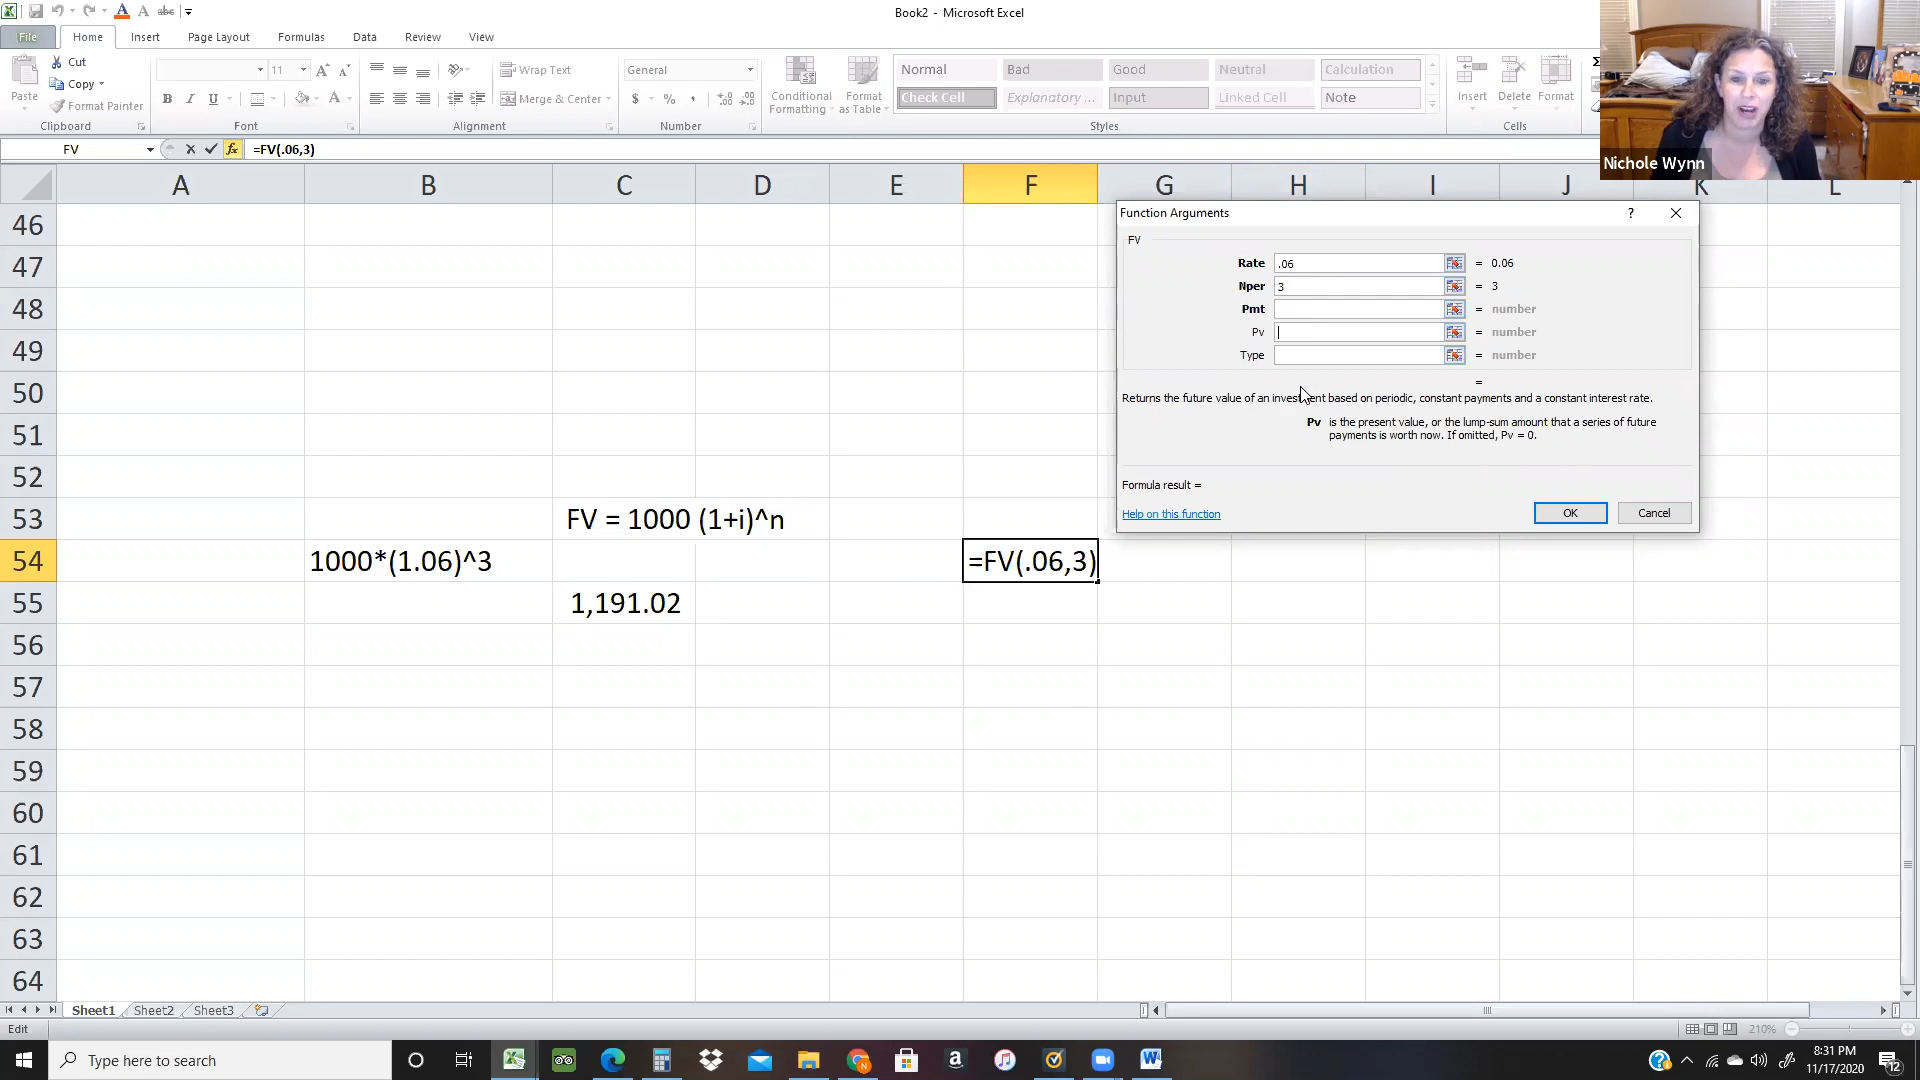 Book2 - Microsoft Excel
File Home Insert Page Layout Formulas Data Review View
Paste
Cut
Copy
Format Painter
Clipboard
11
Font
Wrap Text
Merge & Center
Alignment
General
$ % ,
Number
Conditional Formatting
Format as Table
Normal Bad Good Neutral Calculation
Check Cell Explanatory ... Input Linked Cell Note
Styles
Insert Delete Format
Cells
Nichole Wynn
FV
=FV(.06,3)
A B C D E F G H I J K L
46
47
48
49
50
51
52
53 FV = 1000 (1+i)^n
54 1000*(1.06)^3 =FV(.06,3)
55 1,191.02
56
57
58
59
60
61
62
63
64
Function Arguments
FV
Rate .06 = 0.06
Nper 3 = 3
Pmt = number
Pv = number
Type = number
=
Returns the future value of an investment based on periodic, constant payments and a constant interest rate.
Pv is the present value, or the lump-sum amount that a series of future
payments is worth now. If omitted, Pv = 0.
Formula result =
Help on this function
OK Cancel
Sheet1 Sheet2 Sheet3
Edit
210%
Type here to search
8:31 PM
11/17/2020
12